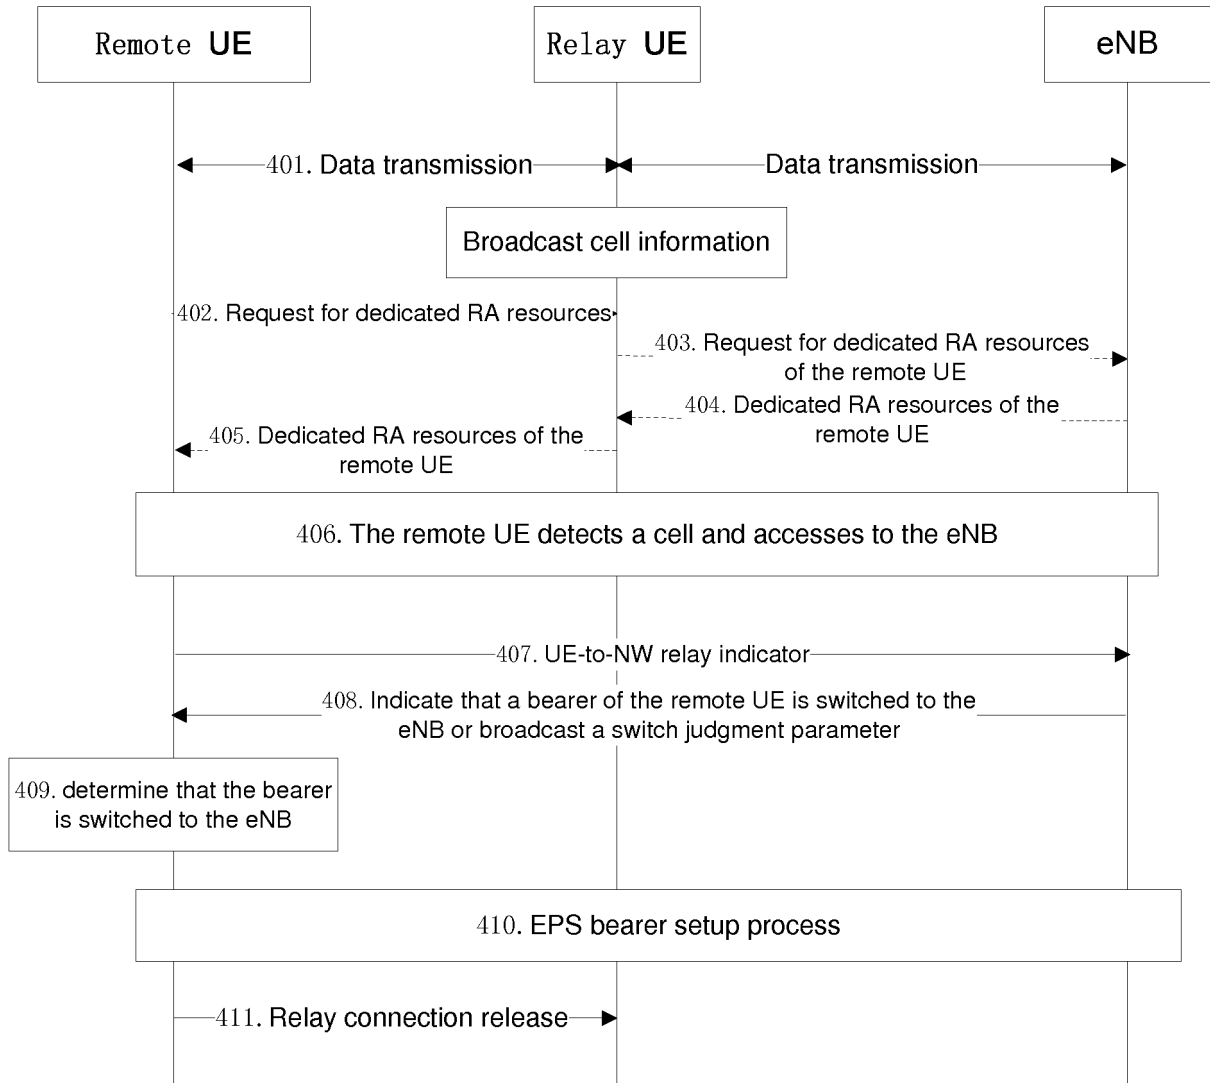 Remote UE
Relay UE
eNB
401. Data transmission
Data transmission
Broadcast cell information
402. Request for dedicated RA resources
403. Request for dedicated RA resources
of the remote UE
404. Dedicated RA resources of the
remote UE
405. Dedicated RA resources of the
remote UE
406. The remote UE detects a cell and accesses to the eNB
407. UE-to-NW relay indicator
408. Indicate that a bearer of the remote UE is switched to the
eNB or broadcast a switch judgment parameter
409. determine that the bearer
is switched to the eNB
410. EPS bearer setup process
411. Relay connection release